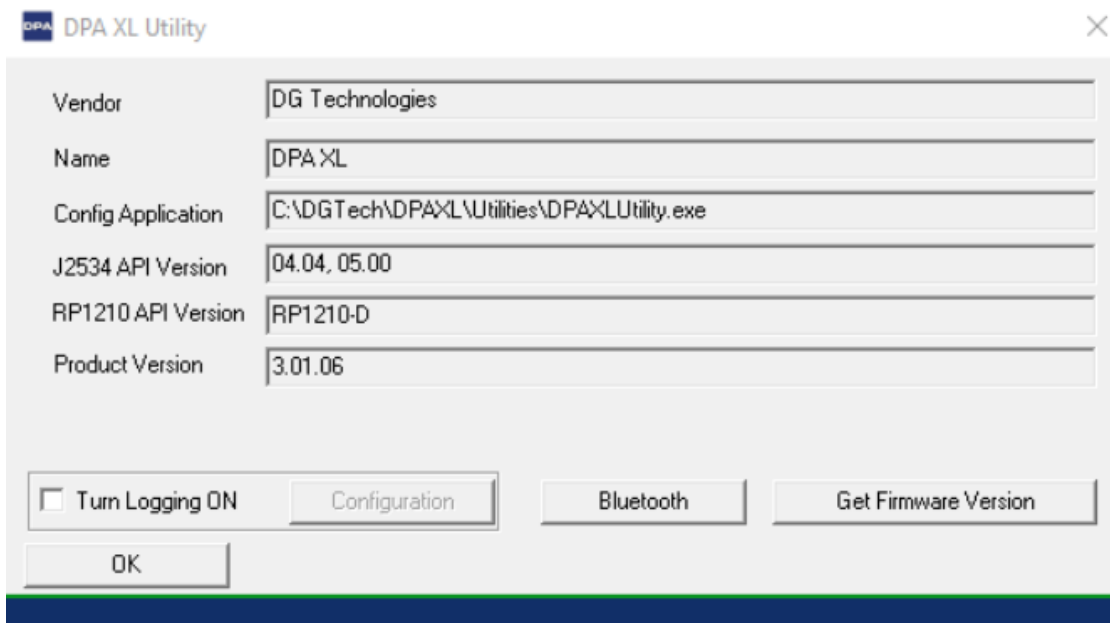 DPA DPA XL Utility
Vendor DG Technologies
Name DPA XL
Config Application C:\DGTech\DPAXL\Utilities\DPAXLUtility.exe
J2534 API Version 04.04, 05.00
RP1210 API Version RP1210-D
Product Version 3.01.06
Turn Logging ON Configuration Bluetooth Get Firmware Version
OK